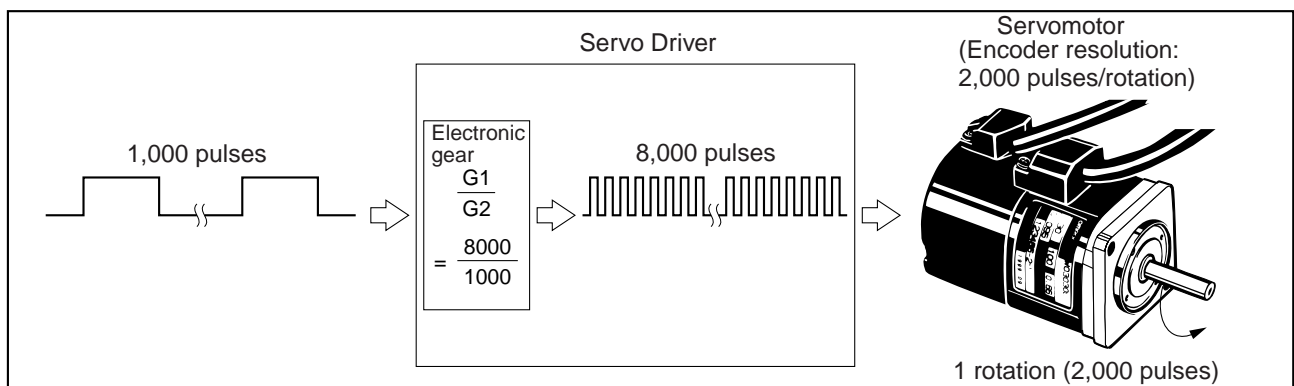 Servo Driver
Servomotor
(Encoder resolution:
2,000 pulses/rotation)
1,000 pulses
Electronic
gear
G1
G2
= 8000
1000
8,000 pulses
1 rotation (2,000 pulses)